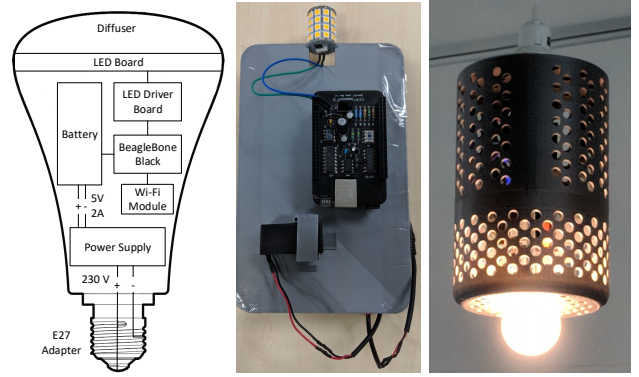 Diffuser
LED Board
Battery
LED Driver
Board
BeagleBone
Black
Wi-Fi
Module
+ -
5V
2A
Power Supply
230 V
+
-
E27
Adapter